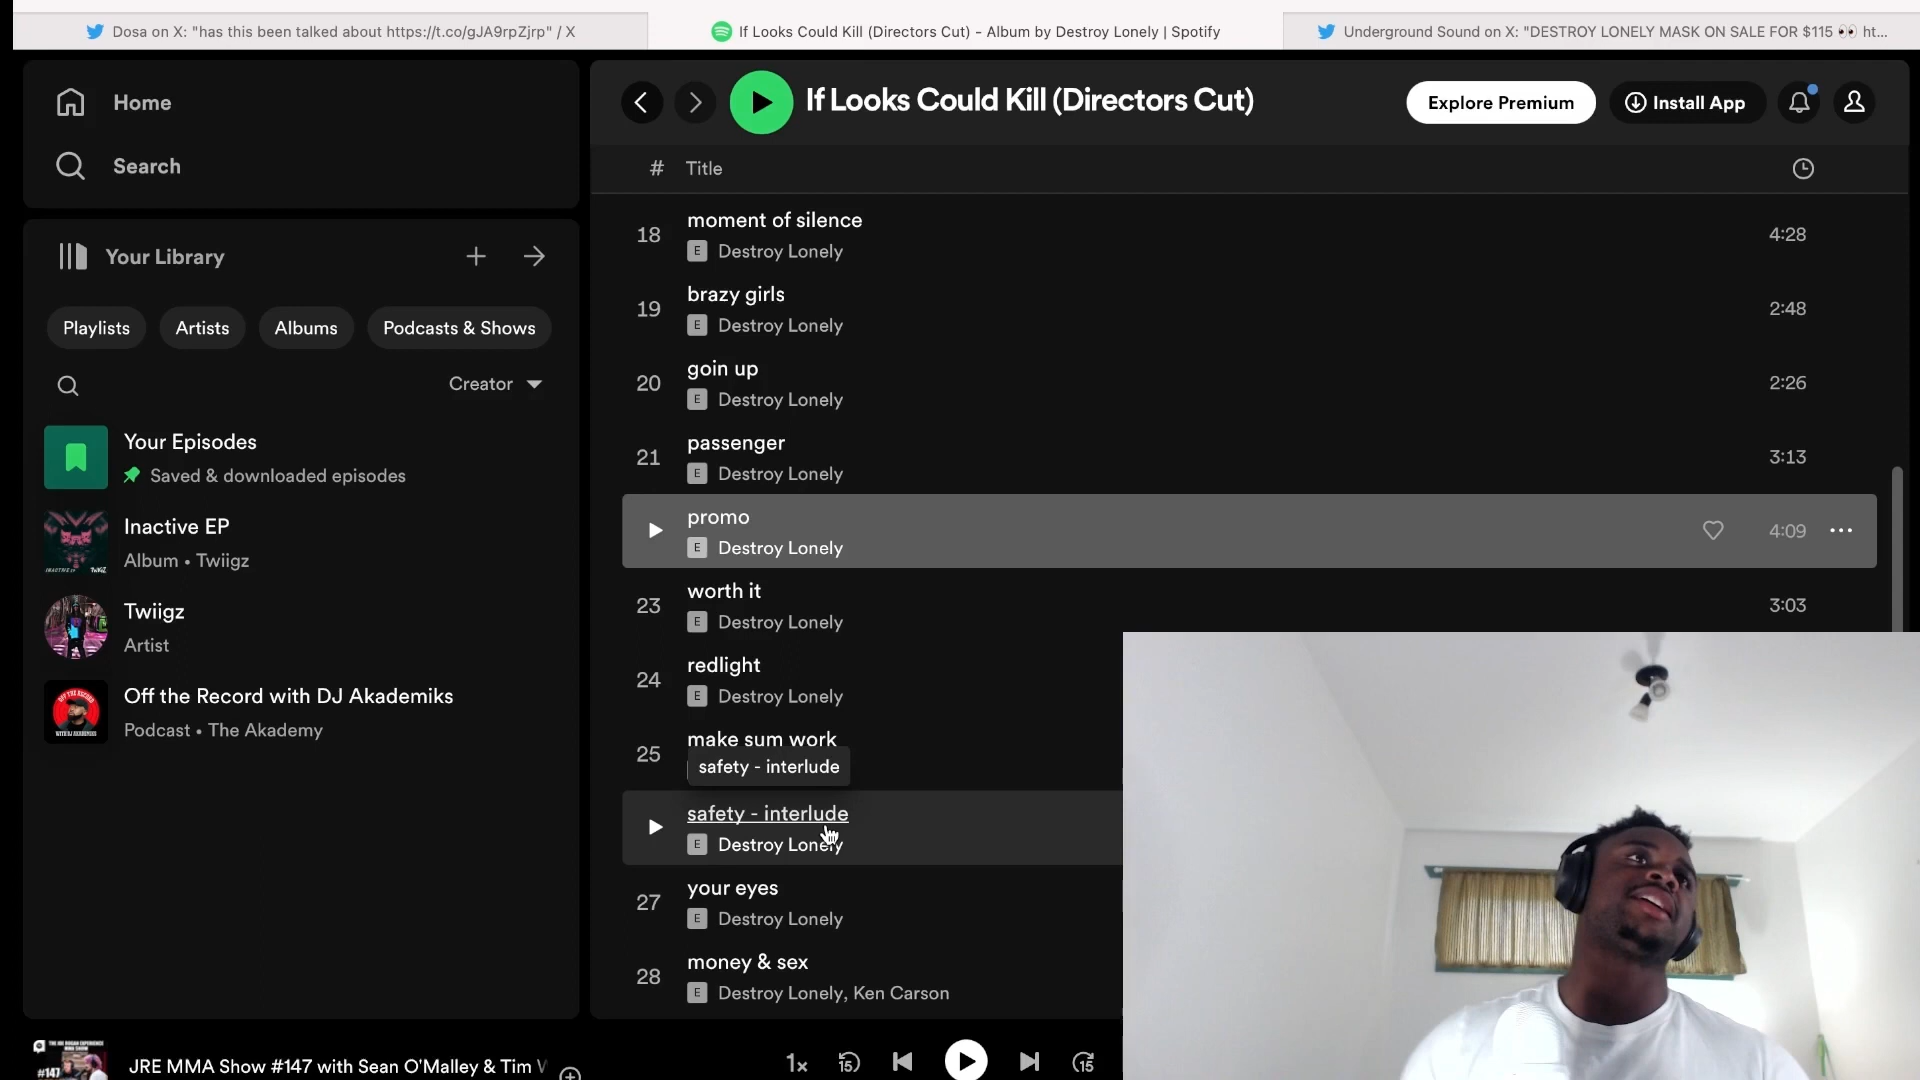 Dosa on X: "has this been talked about https://t.co/gJA9rpZjrp" / X
If Looks Could Kill (Directors Cut) - Album by Destroy Lonely | Spotify
Underground Sound on X: "DESTROY LONELY MASK ON SALE FOR $115 👀 ht...
Home
Search
Your Library
Playlists
Artists
Albums
Podcasts & Shows
Creator
Your Episodes
Saved & downloaded episodes
Inactive EP
Album • Twiigz
Twiigz
Artist
Off the Record with DJ Akademiks
Podcast • The Akademy
If Looks Could Kill (Directors Cut)
Explore Premium
Install App
# Title
18 moment of silence 4:28
E Destroy Lonely
19 brazy girls 2:48
E Destroy Lonely
20 goin up 2:26
E Destroy Lonely
21 passenger 3:13
E Destroy Lonely
promo 4:09
E Destroy Lonely
23 worth it 3:03
E Destroy Lonely
24 redlight
E Destroy Lonely
25 make sum work
safety - interlude
safety - interlude
E Destroy Lonely
27 your eyes
E Destroy Lonely
28 money & sex
E Destroy Lonely, Ken Carson
#147
JRE MMA Show #147 with Sean O'Malley & Tim
1x
15
15